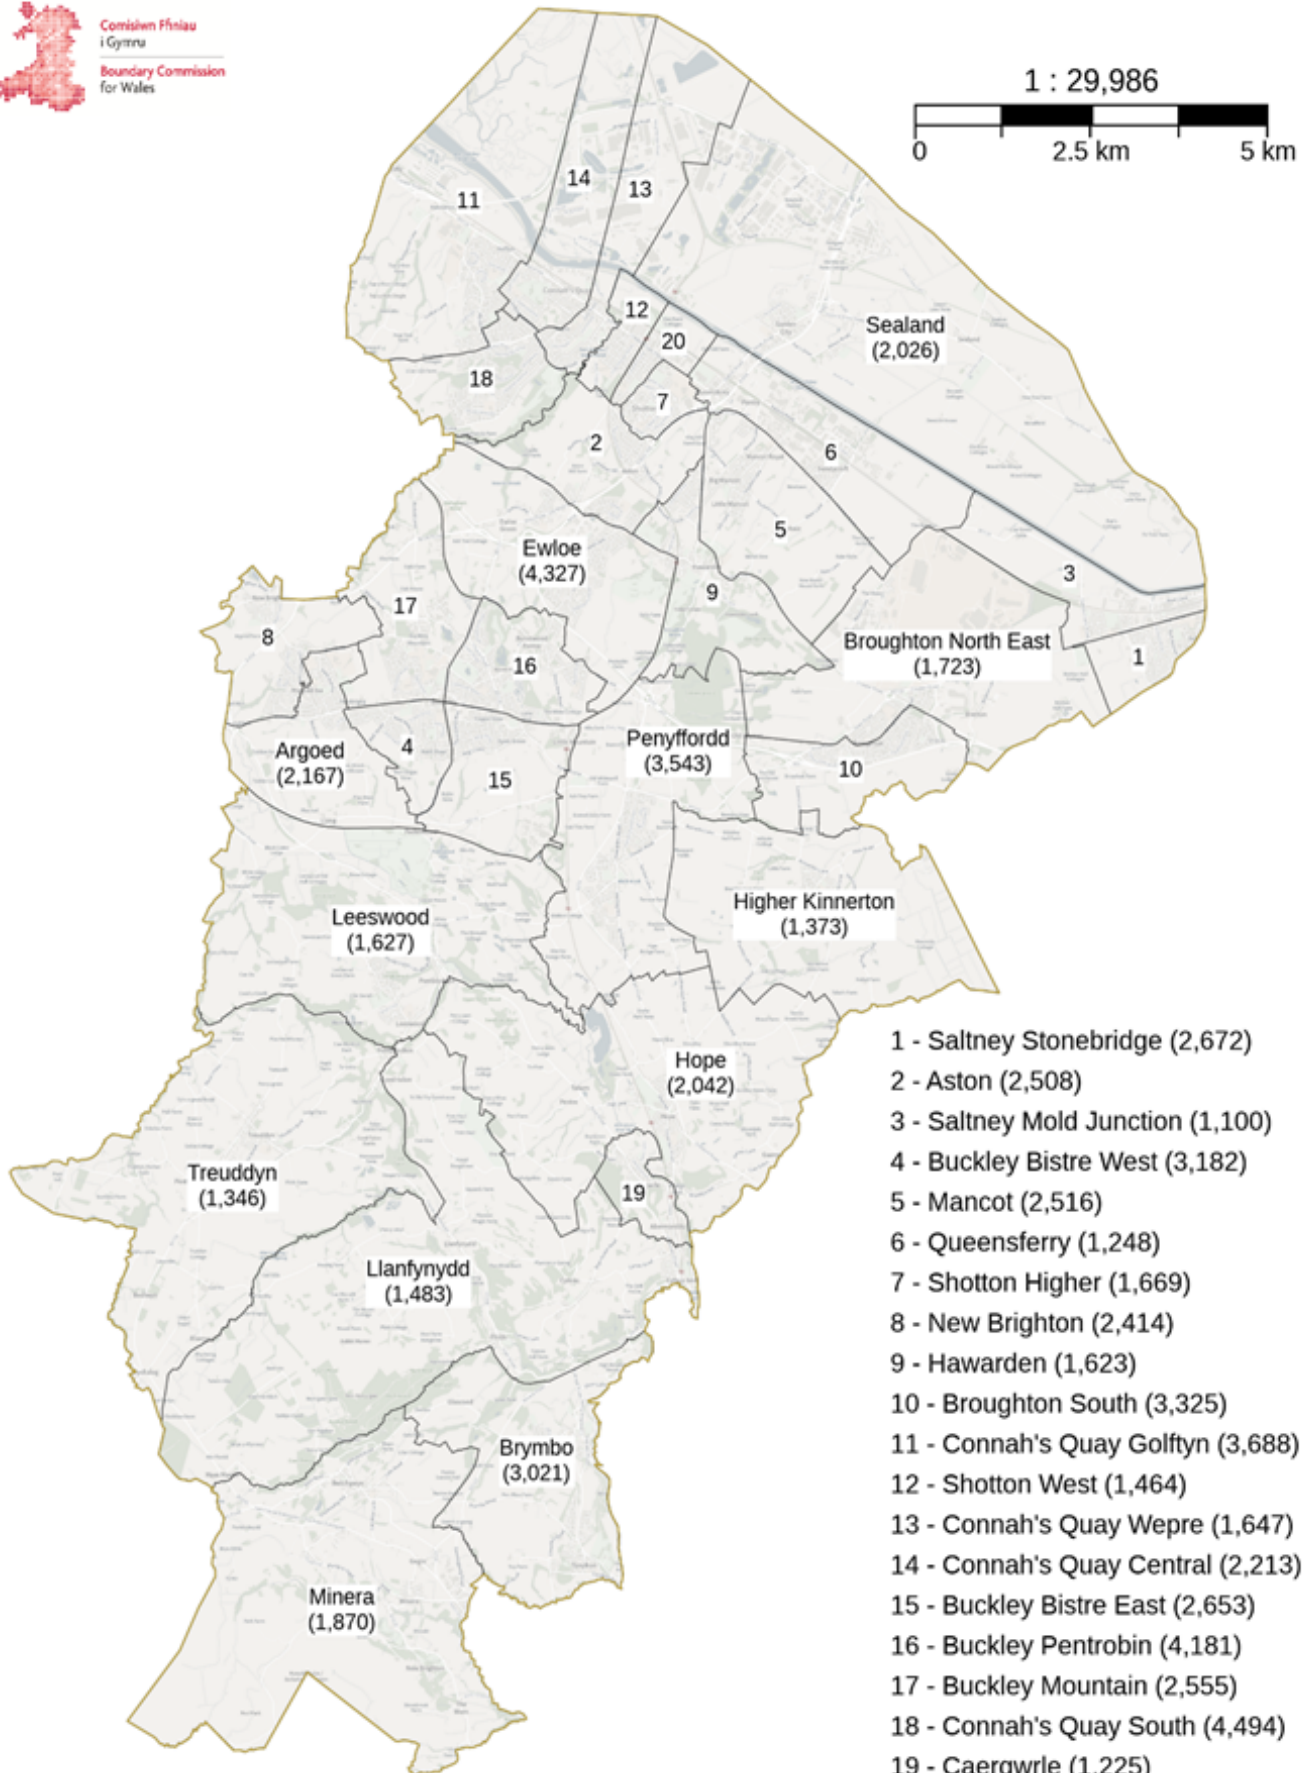 Comisiwn Ffiniau
i Gymru
Boundary Commission
for Wales
1 : 29,986
0 2.5 km 5 km
14
13
11
12
Sealand
(2,026)
20
18
7
2
6
5
Ewloe
(4,327)
3
9
17
8
Broughton North East
(1,723)
1
16
Penyffordd
(3,543)
4
Argoed
(2,167)
10
15
Higher Kinnerton
(1,373)
Leeswood
(1,627)
Hope
(2,042)
Treuddyn
(1,346)
19
Llanfynydd
(1,483)
Brymbo
(3,021)
Minera
(1,870)
1 - Saltney Stonebridge (2,672)
2 - Aston (2,508)
3 - Saltney Mold Junction (1,100)
4 - Buckley Bistre West (3,182)
5 - Mancot (2,516)
6 - Queensferry (1,248)
7 - Shotton Higher (1,669)
8 - New Brighton (2,414)
9 - Hawarden (1,623)
10 - Broughton South (3,325)
11 - Connah's Quay Golftyn (3,688)
12 - Shotton West (1,464)
13 - Connah's Quay Wepre (1,647)
14 - Connah's Quay Central (2,213)
15 - Buckley Bistre East (2,653)
16 - Buckley Pentrobin (4,181)
17 - Buckley Mountain (2,555)
18 - Connah's Quay South (4,494)
19 - Caergwrle (1,225)